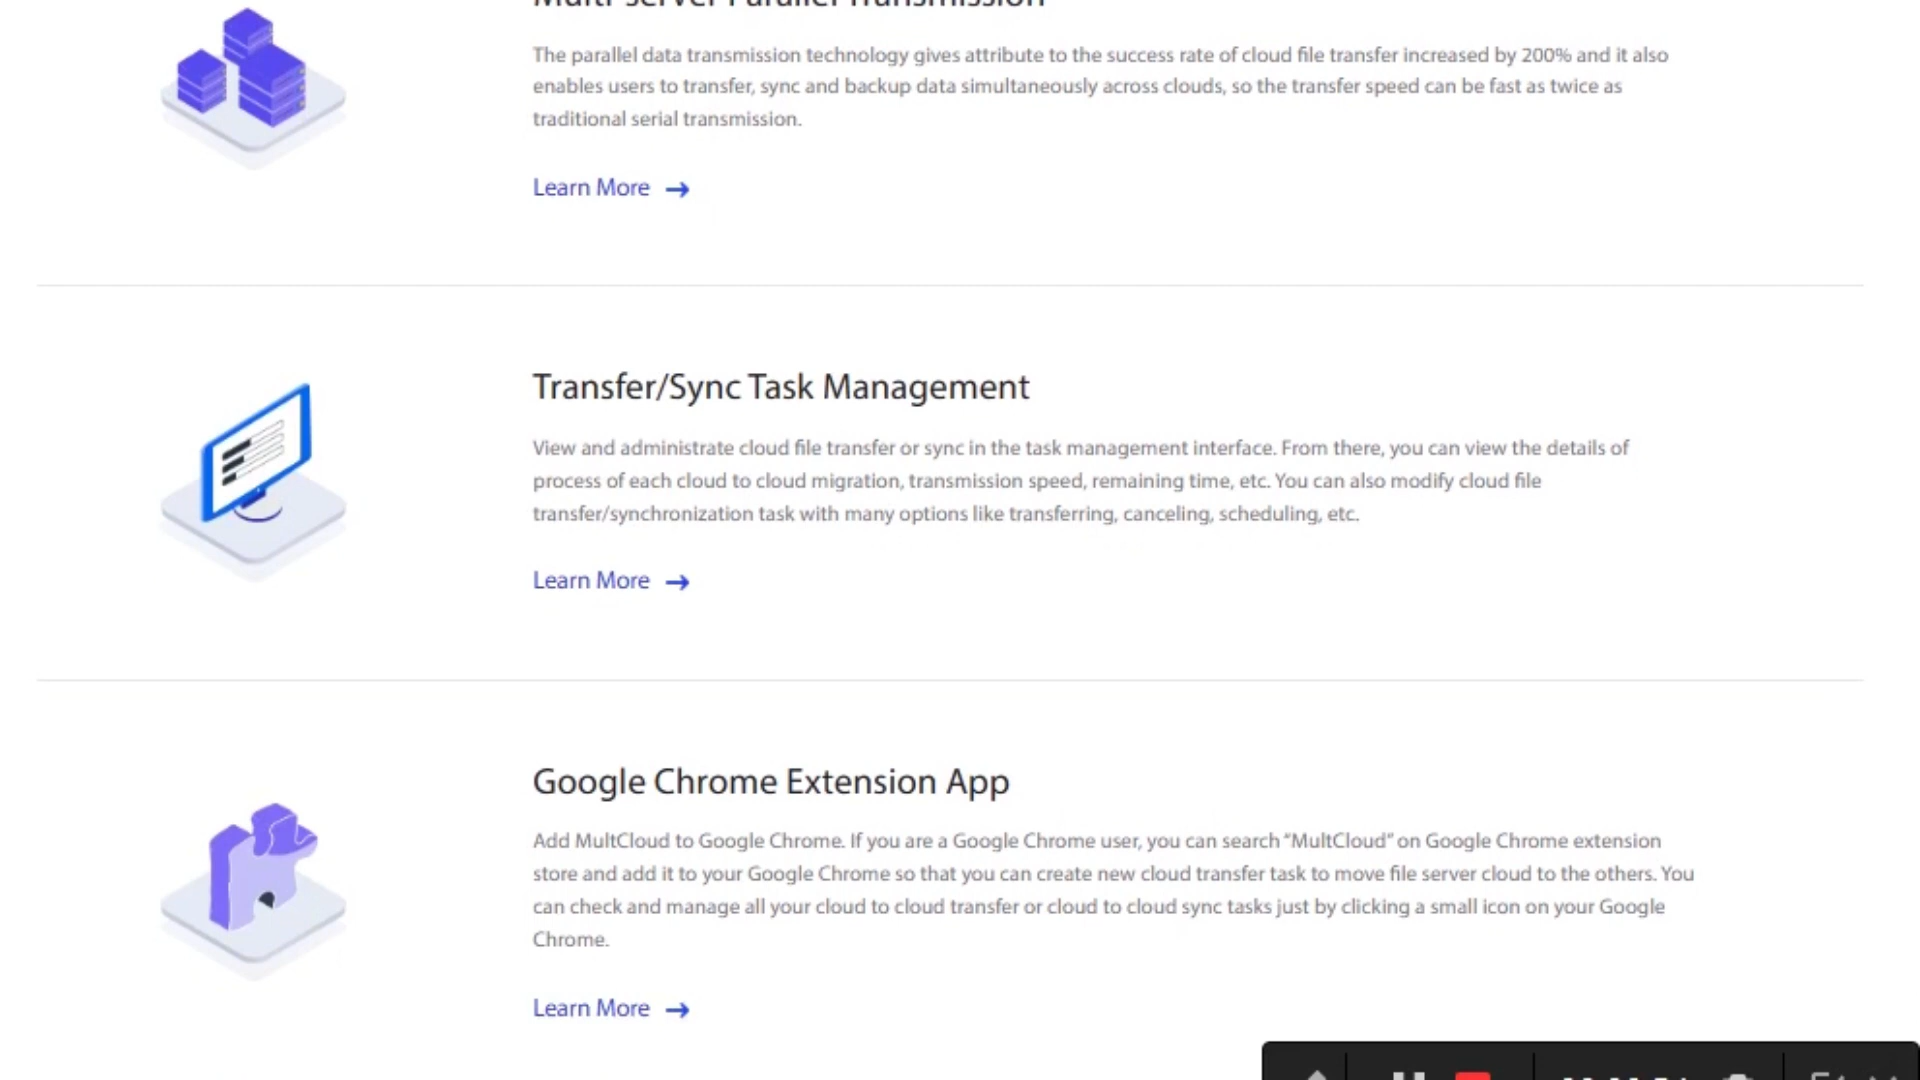 Multi-server Parallel Transmission
The parallel data transmission technology gives attribute to the success rate of cloud file transfer increased by 200% and it also
enables users to transfer, sync and backup data simultaneously across clouds, so the transfer speed can be fast as twice as
traditional serial transmission.
Learn More
Transfer/Sync Task Management
View and administrate cloud file transfer or sync in the task management interface. From there, you can view the details of
process of each cloud to cloud migration, transmission speed, remaining time, etc. You can also modify cloud file
transfer/synchronization task with many options like transferring, canceling, scheduling, etc.
Learn More
Google Chrome Extension App
Add MultCloud to Google Chrome. If you are a Google Chrome user, you can search “MultCloud” on Google Chrome extension
store and add it to your Google Chrome so that you can create new cloud transfer task to move file server cloud to the others. You
can check and manage all your cloud to cloud transfer or cloud to cloud sync tasks just by clicking a small icon on your Google
Chrome.
Learn More